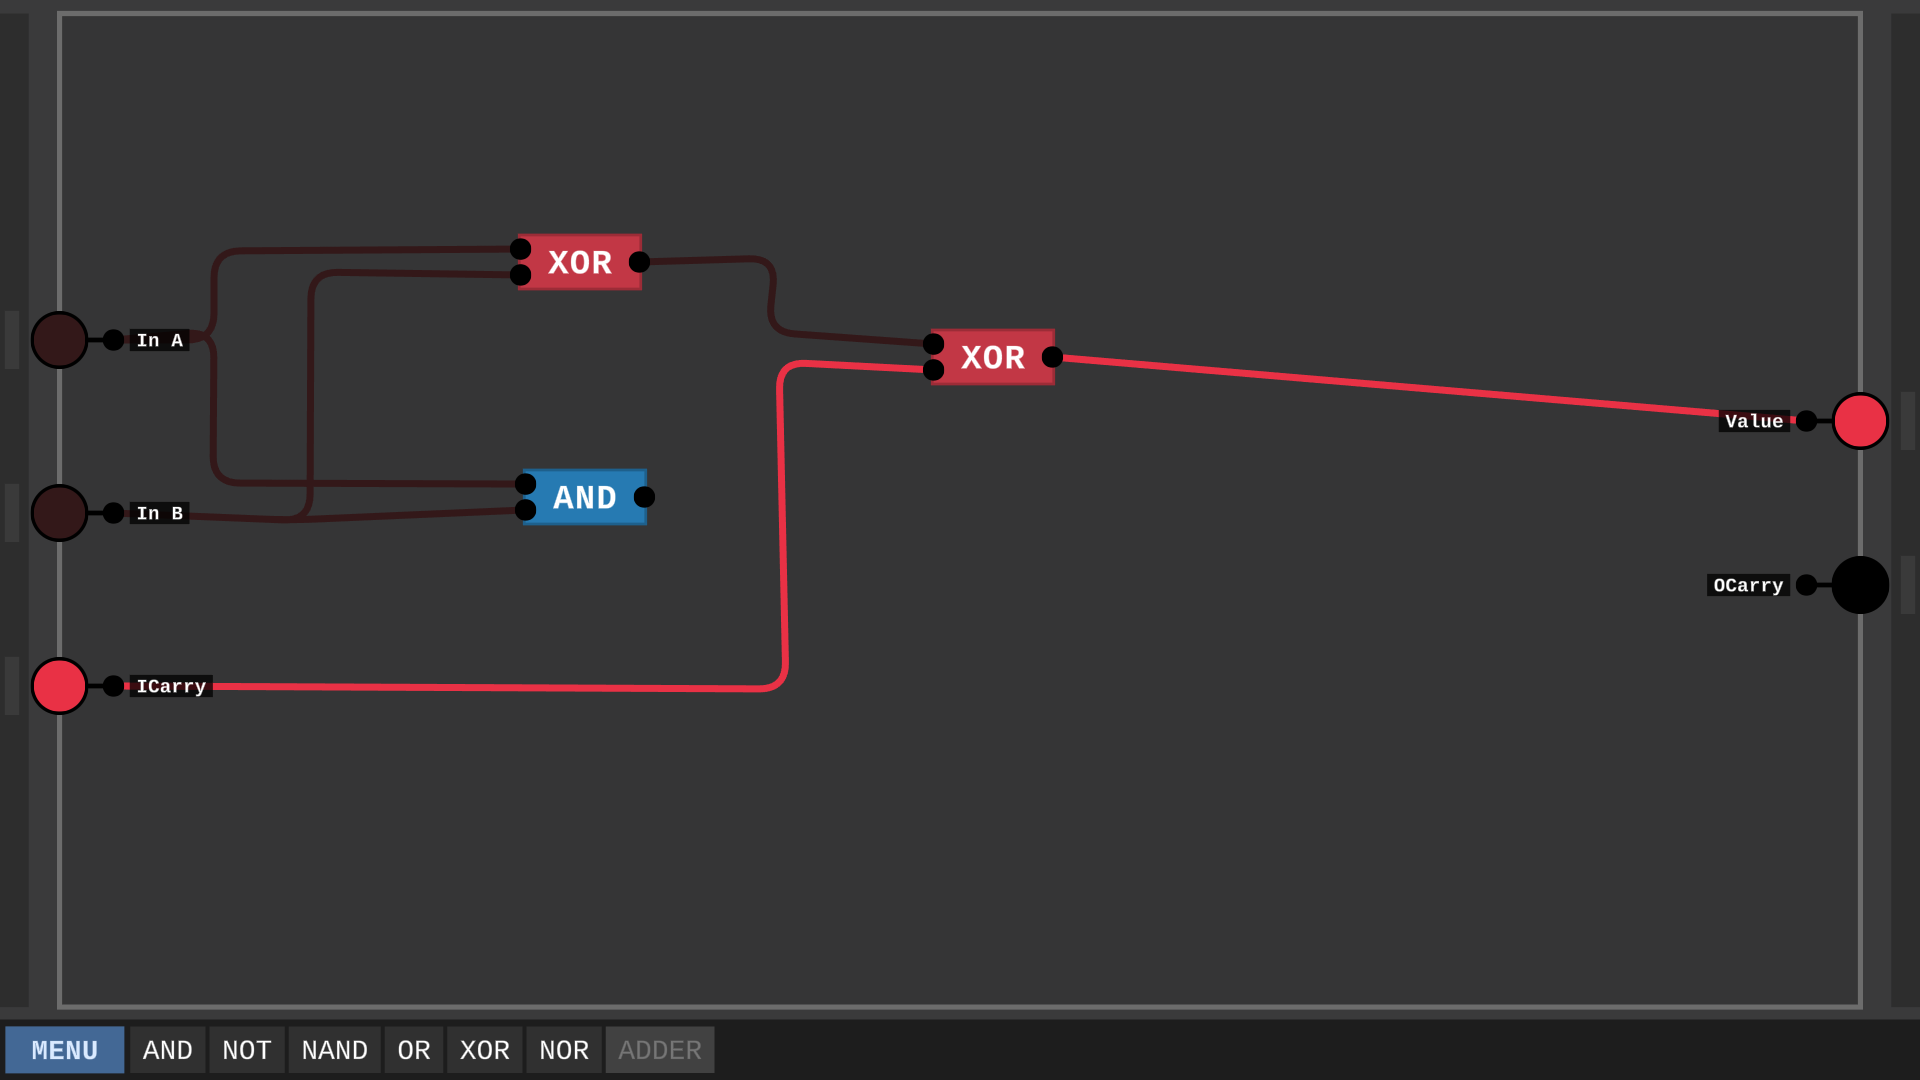 XOR
In A
XOR
Value
AND
In B
OCarry
ICarry
MENU AND NOT NAND OR XOR NOR ADDER